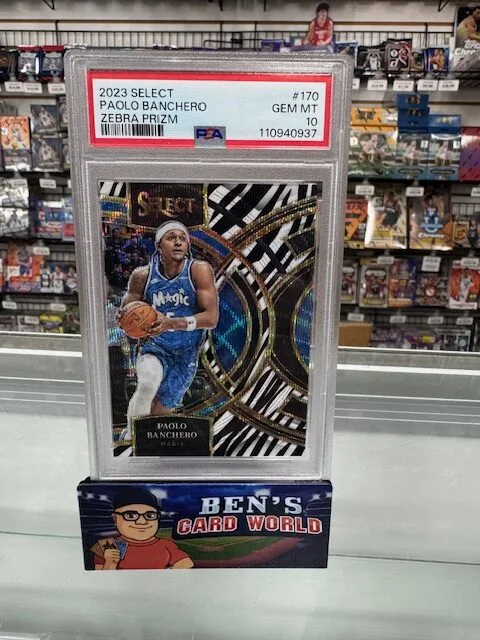 2023 SELECT #170
PAOLO BANCHERO GEM MT
ZEBRA PRIZM 10
PSA 110940937
SELECT
Magic
5
PAOLO
BANCHERO
MAGIC
BEN'S
CARD WORLD